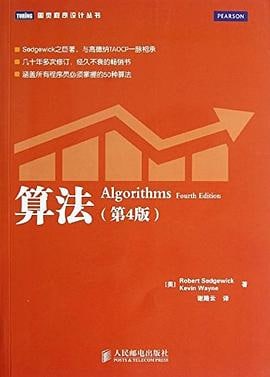 TURING
图灵程序设计丛书
PEARSON
Sedgewick之巨著，与高德纳TAOCP一脉相承
几十年多次修订，经久不衰的畅销书
涵盖所有程序员必须掌握的50种算法
算法
Algorithms Fourth Edition
（第4版）
[美] Robert Sedgewick
Kevin Wayne 著
谢路云 译
人民邮电出版社
POSTS & TELECOM PRESS